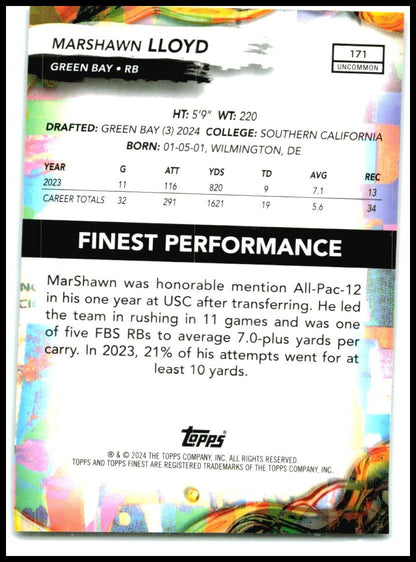 MARSHAWN LLOYD
GREEN BAY • RB
171
UNCOMMON
HT: 5'9" WT: 220
DRAFTED: GREEN BAY (3) 2024 COLLEGE: SOUTHERN CALIFORNIA
BORN: 01-05-01, WILMINGTON, DE
YEAR G ATT YDS TD AVG REC
2023 11 116 820 9 7.1 13
CAREER TOTALS 32 291 1621 19 5.6 34
FINEST PERFORMANCE
MarShawn was honorable mention All-Pac-12
in his one year at USC after transferring. He led
the team in rushing in 11 games and was one
of five FBS RBs to average 7.0-plus yards per
carry. In 2023, 21% of his attempts went for at
least 10 yards.
TOPPS
® & © 2024 THE TOPPS COMPANY, INC. ALL RIGHTS RESERVED.
TOPPS AND TOPPS FINEST ARE REGISTERED TRADEMARKS OF THE TOPPS COMPANY, INC.